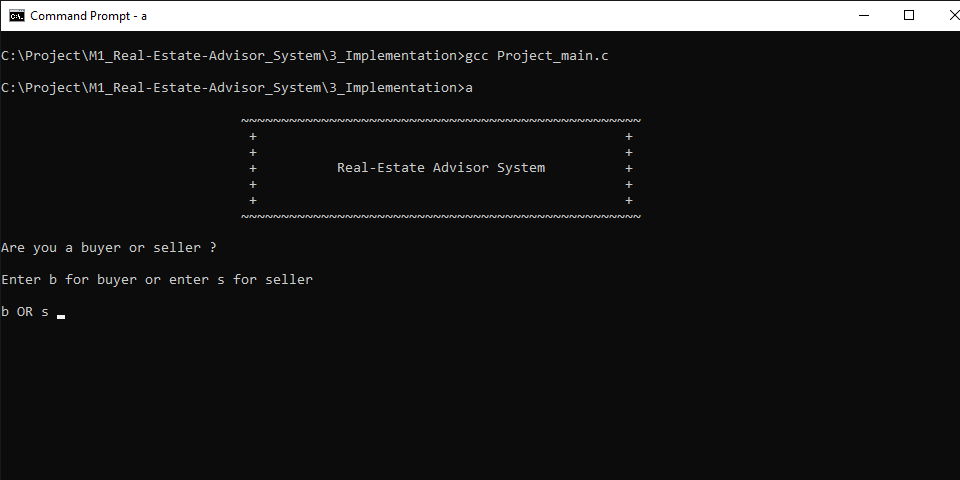 Command Prompt - a
C:\Project\M1_Real-Estate-Advisor_System\3_Implementation>gcc Project_main.c
C:\Project\M1_Real-Estate-Advisor_System\3_Implementation>a
~~~~~~~~~~~~~~~~~~~~~~~~~~~~~~~~~~~~~~~~~~~~~~~~~~
+ +
+ +
+ Real-Estate Advisor System +
+ +
+ +
~~~~~~~~~~~~~~~~~~~~~~~~~~~~~~~~~~~~~~~~~~~~~~~~~~
Are you a buyer or seller ?
Enter b for buyer or enter s for seller
b OR s